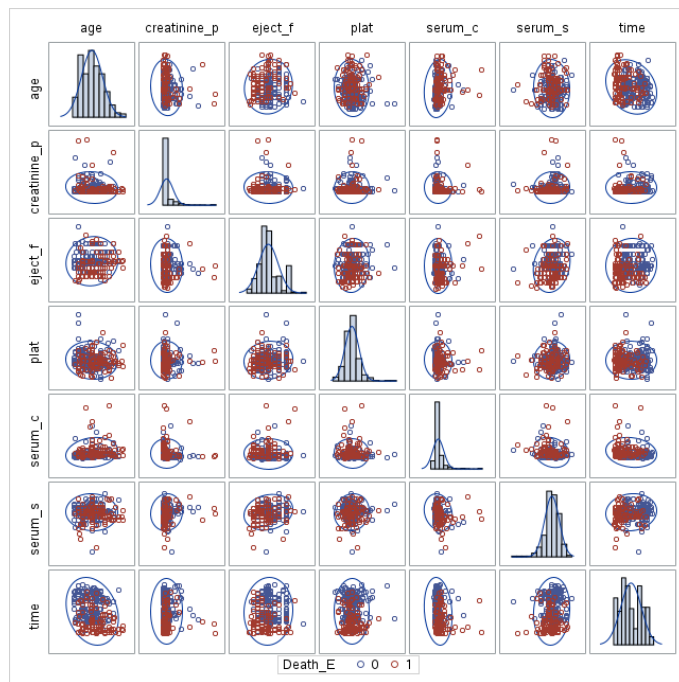 age creatinine_p eject_f plat serum_c serum_s time
age
creatinine_p
eject_f
plat
serum_c
serum_s
time
Death_E 0 1